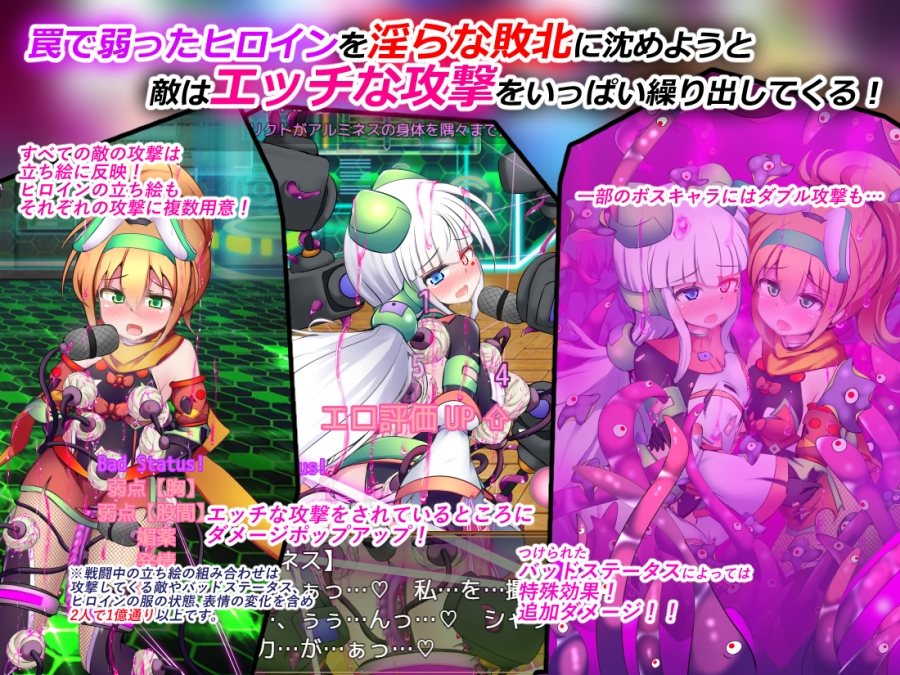 罠で弱ったヒロインを淫らな敗北に沈めようと
敵はエッチな攻撃をいっぱい繰り出してくる!
リクトがアルミネスの身体を隅々まで
すべての敵の攻撃は
立ち絵に反映!
ヒロインの立ち絵も、
それぞれの攻撃に複数用意!
一部のボスキャラにはダブル攻撃も…
1
5
4
エロ評価 UP
Bad Status!
us!
弱点【胸】
弱点【股間】
媚薬
エッチな攻撃をされているところに
ダメージポップアップ!
ネス】
あっ…♡ 私…を…撮
、ぅぅ…んっ…♡ シャ
力…が…ぁっ…♡
※戦闘中の立ち絵の組み合わせは
攻撃してくる敵やバッドステータス、
ヒロインの服の状態、表情の変化を含め
2人で1億通り以上です。
つけられた
バッドステータスによっては
特殊効果!
追加ダメージ!!